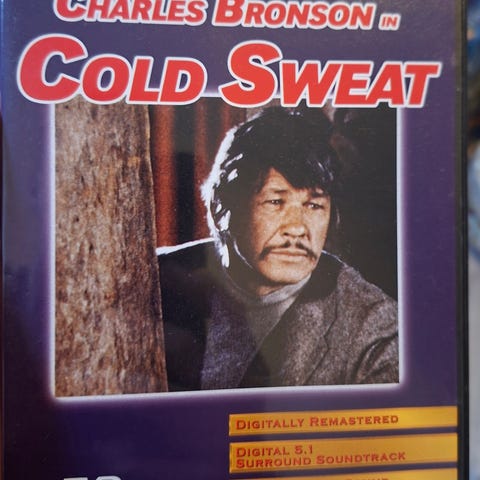 CHARLES BRONSON IN
COLD SWEAT
DIGITALLY REMASTERED
DIGITAL 5.1
SURROUND SOUNDTRACK